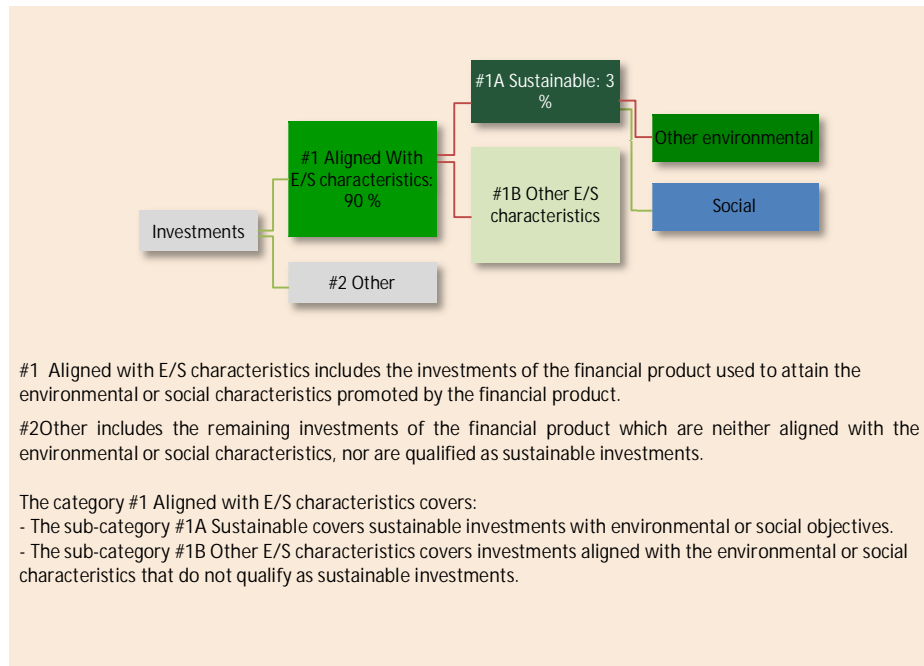 #1A Sustainable: 3
%
Other environmental
#1 Aligned With
E/S characteristics:
90 %
#1B Other E/S
characteristics
Social
Investments
#2 Other
#1 Aligned with E/S characteristics includes the investments of the financial product used to attain the
environmental or social characteristics promoted by the financial product.
#2Other includes the remaining investments of the financial product which are neither aligned with the
environmental or social characteristics, nor are qualified as sustainable investments.
The category #1 Aligned with E/S characteristics covers:
- The sub-category #1A Sustainable covers sustainable investments with environmental or social objectives.
- The sub-category #1B Other E/S characteristics covers investments aligned with the environmental or social
characteristics that do not qualify as sustainable investments.